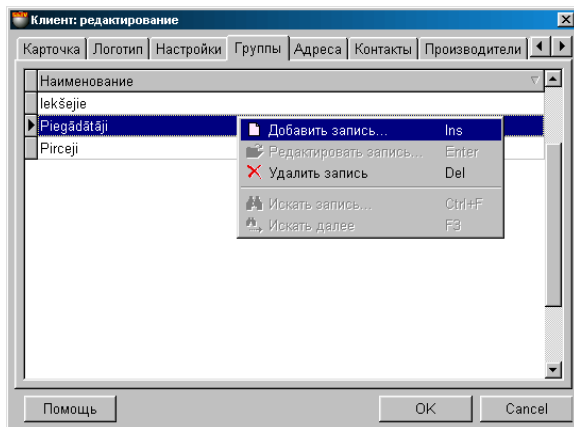 Клиент: редактирование
Карточка Логотип Настройки Группы Адреса Контакты Производители
Наименование
Iekšejie
Piegādātāji
Pirceji
Добавить запись... Ins
Редактировать запись... Enter
Удалить запись Del
Искать запись... Ctrl+F
Искать далее F3
Помощь OK Cancel